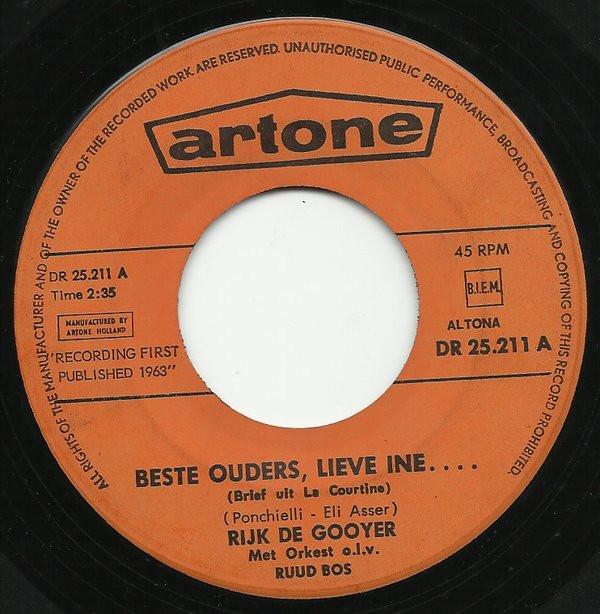 ALL RIGHTS OF THE MANUFACTURER AND OF THE OWNER OF THE RECORDED WORK ARE RESERVED. UNAUTHORISED PUBLIC PERFORMANCE, BROADCASTING AND COPYING OF THIS RECORD PROHIBITED.
artone
DR 25.211 A
Time 2:35
MANUFACTURED BY
ARTONE HOLLAND
"RECORDING FIRST
PUBLISHED 1963"
45 RPM
B.I.E.M.
ALTONA
DR 25.211 A
BESTE OUDERS, LIEVE INE....
(Brief uit La Courtine)
(Ponchielli - Eli Asser)
RIJK DE GOOYER
Met Orkest o.l.v.
RUUD BOS